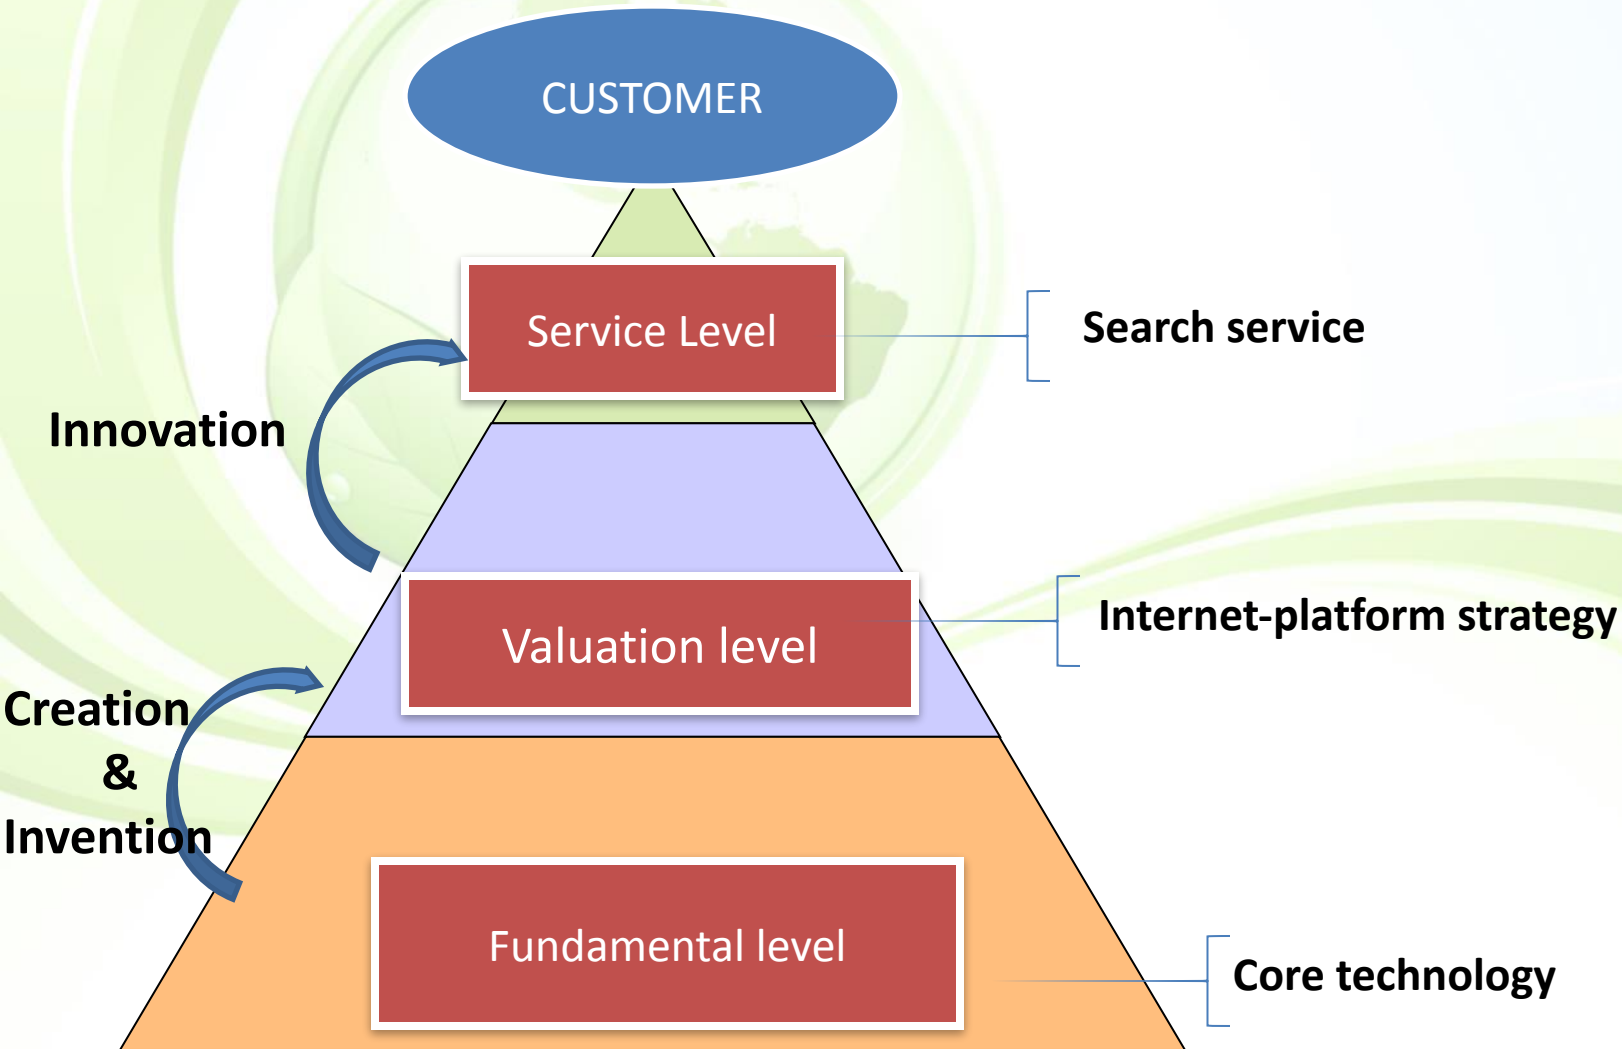 CUSTOMER
Service Level
Search service
Innovation
Valuation level
Internet-platform strategy
Creation
&
Invention
Fundamental level
Core technology